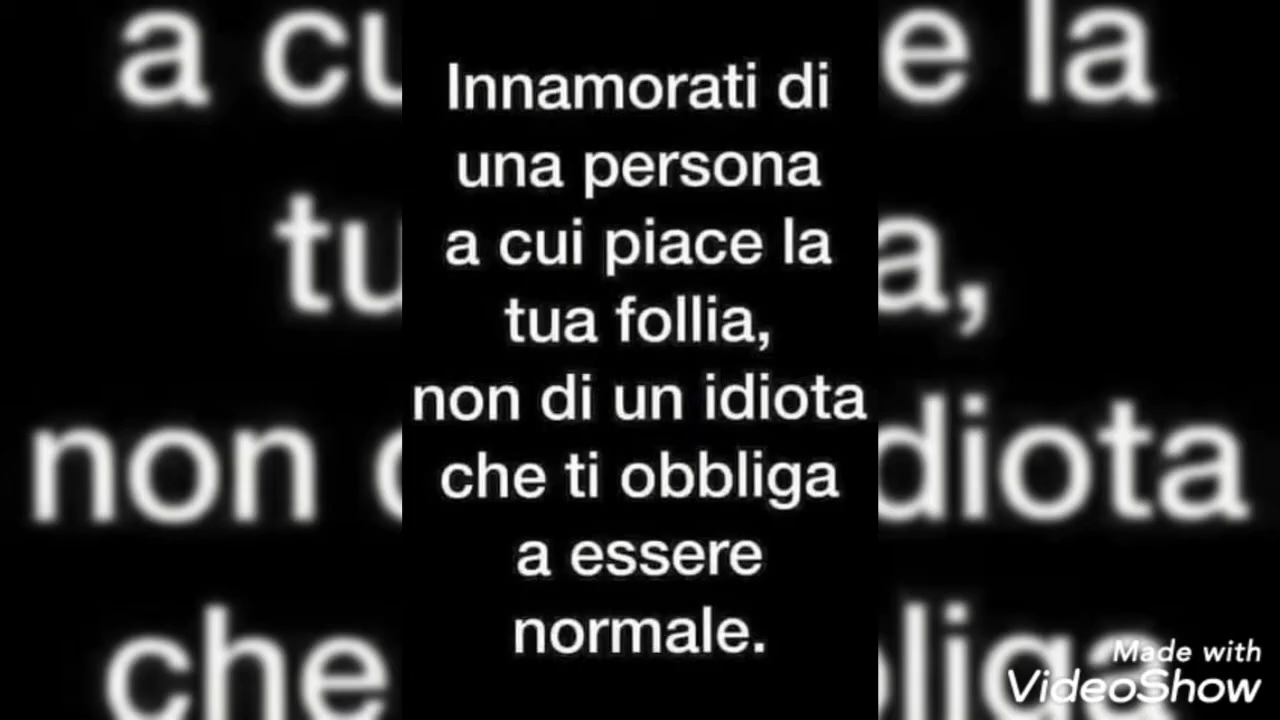 Innamorati di
una persona
a cui piace la
tua follia,
non di un idiota
che ti obbliga
a essere
normale.
Made with
VideoShow